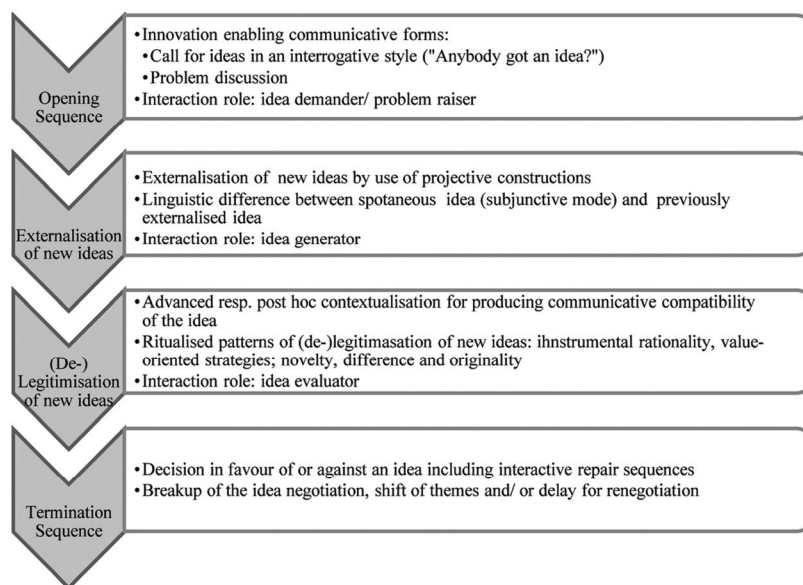 Opening
Sequence
•Innovation enabling communicative forms:
•Call for ideas in an interrogative style ("Anybody got an idea?")
•Problem discussion
•Interaction role: idea demander/ problem raiser
Externalisation
of new ideas
•Externalisation of new ideas by use of projective constructions
•Linguistic difference between spotaneous idea (subjunctive mode) and previously
externalised idea
•Interaction role: idea generator
(De-)
Legitimisation
of new ideas
•Advanced resp. post hoc contextualisation for producing communicative compatibility
of the idea
•Ritualised patterns of (de-)legitimasation of new ideas: ihnstrumental rationality, value-
oriented strategies; novelty, difference and originality
•Interaction role: idea evaluator
Termination
Sequence
•Decision in favour of or against an idea including interactive repair sequences
•Breakup of the idea negotiation, shift of themes and/ or delay for renegotiation